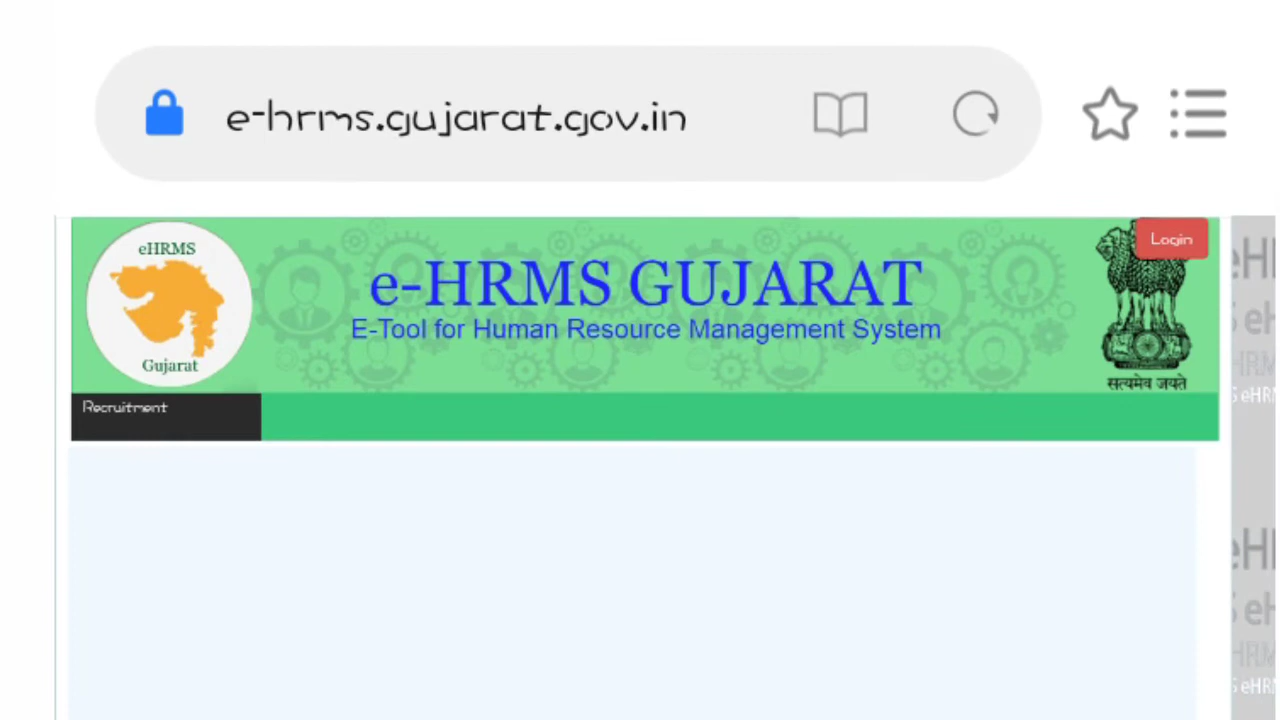 e-hrms.gujarat.gov.in
Login
eHRMS
Gujarat
e-HRMS GUJARAT
E-Tool for Human Resource Management System
सत्यमेव जयते
Recruitment